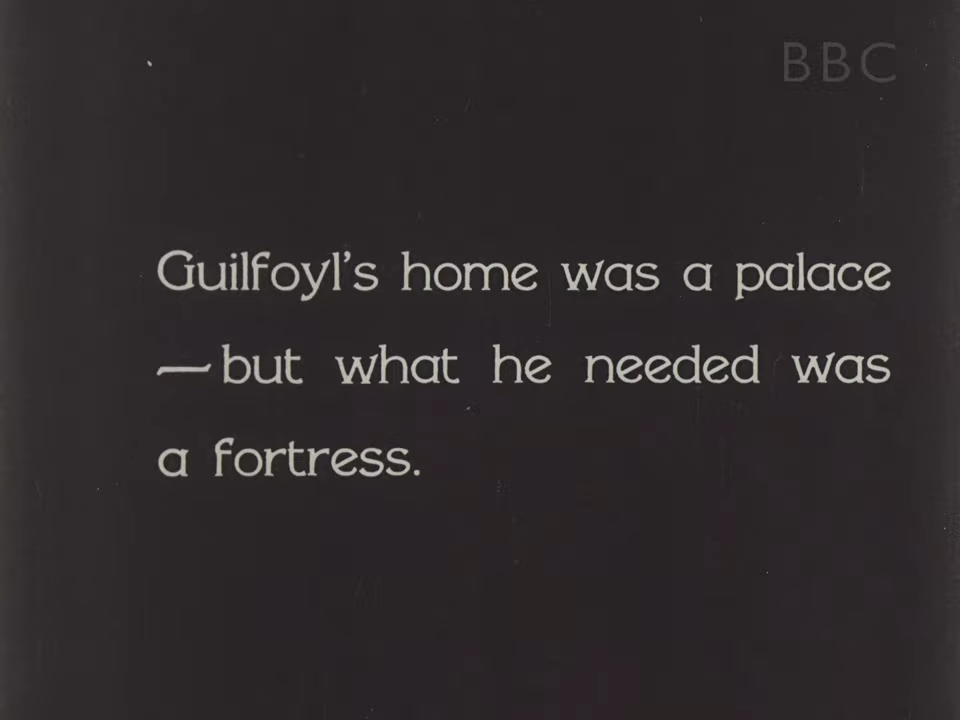 BBC
Guilfoyl's home was a palace
—but what he needed was
a fortress.